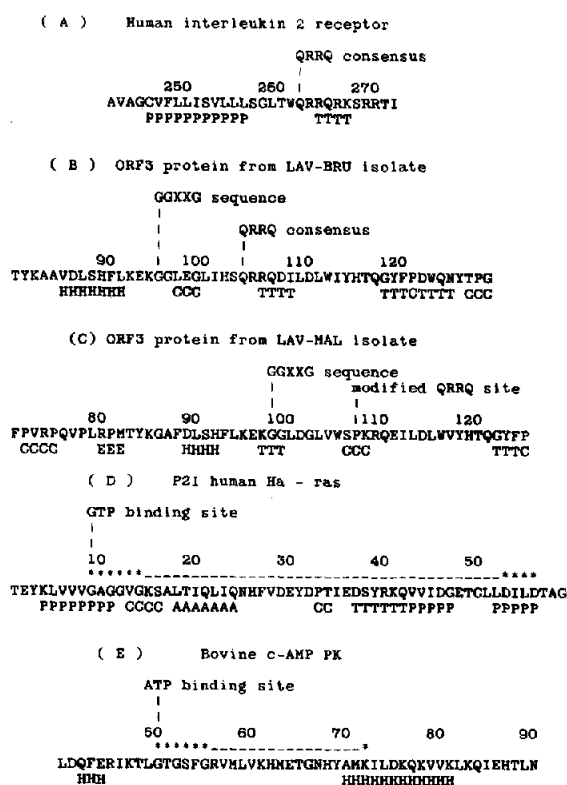 ( A ) Human interleukin 2 receptor
QRRQ consensus
250 260 270
AVAGCVFLLISVLLLSGLTWQRRQRKSRRTI
PPPPPPPPPPP TTTT
( B ) ORF3 protein from LAV-BRU isolate
GGXXG sequence
QRRQ consensus
90 100 110 120
TYKAAVDLSHFLKEKGGLEGLIHSQRRQDILDLWIYHTQGYFPDWQNYTPG
HHHHHHH CCC TTTT TTTCTTTT CCC
(C) ORF3 protein from LAV-MAL isolate
GGXXG sequence
modified QRRQ site
80 90 100 110 120
FPVRPQVPLRPMTYKGAFDLSHFLKEKGGLDGLVWSPKRQEILDLWVYHTQGYFP
CCCC EEE HHHH TTT CCC TTTC
( D ) P21 human Ha - ras
GTP binding site
10 20 30 40 50
******______________________________________****
TEYKLVVVGAGGVGKSALTIQLIQNHFVDEYDPTIEDSYRKQVVIDGETCLLDILDTAG
PPPPPPPP CCCC AAAAAAA CC TTTTTTPPPPP PPPPP
( E ) Bovine c-AMP PK
ATP binding site
50 60 70 80 90
******________________*
LDQFERIKTLGTGSFGRVMLVKHMETGNHYAMKILDKQKVVKLKQIEHTLN
HHH HHHHHHHHHHHH